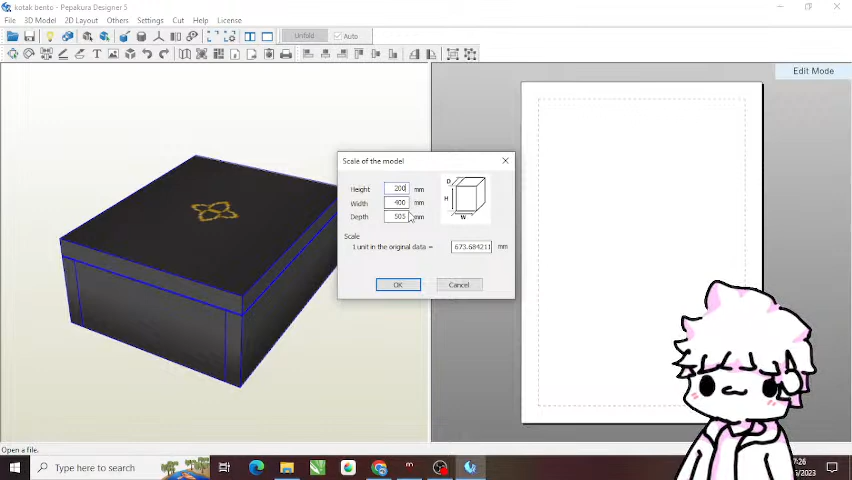 kotak bento - Pepakura Designer 5
File 3D Model 2D Layout Others Settings Cut Help License
Unfold Auto
Edit Mode
Scale of the model
Height 200 mm
Width 400 mm
Depth 505 mm
D
H
W
Scale
1 unit in the original data = 673.684211 mm
OK Cancel
Open a file.
Type here to search